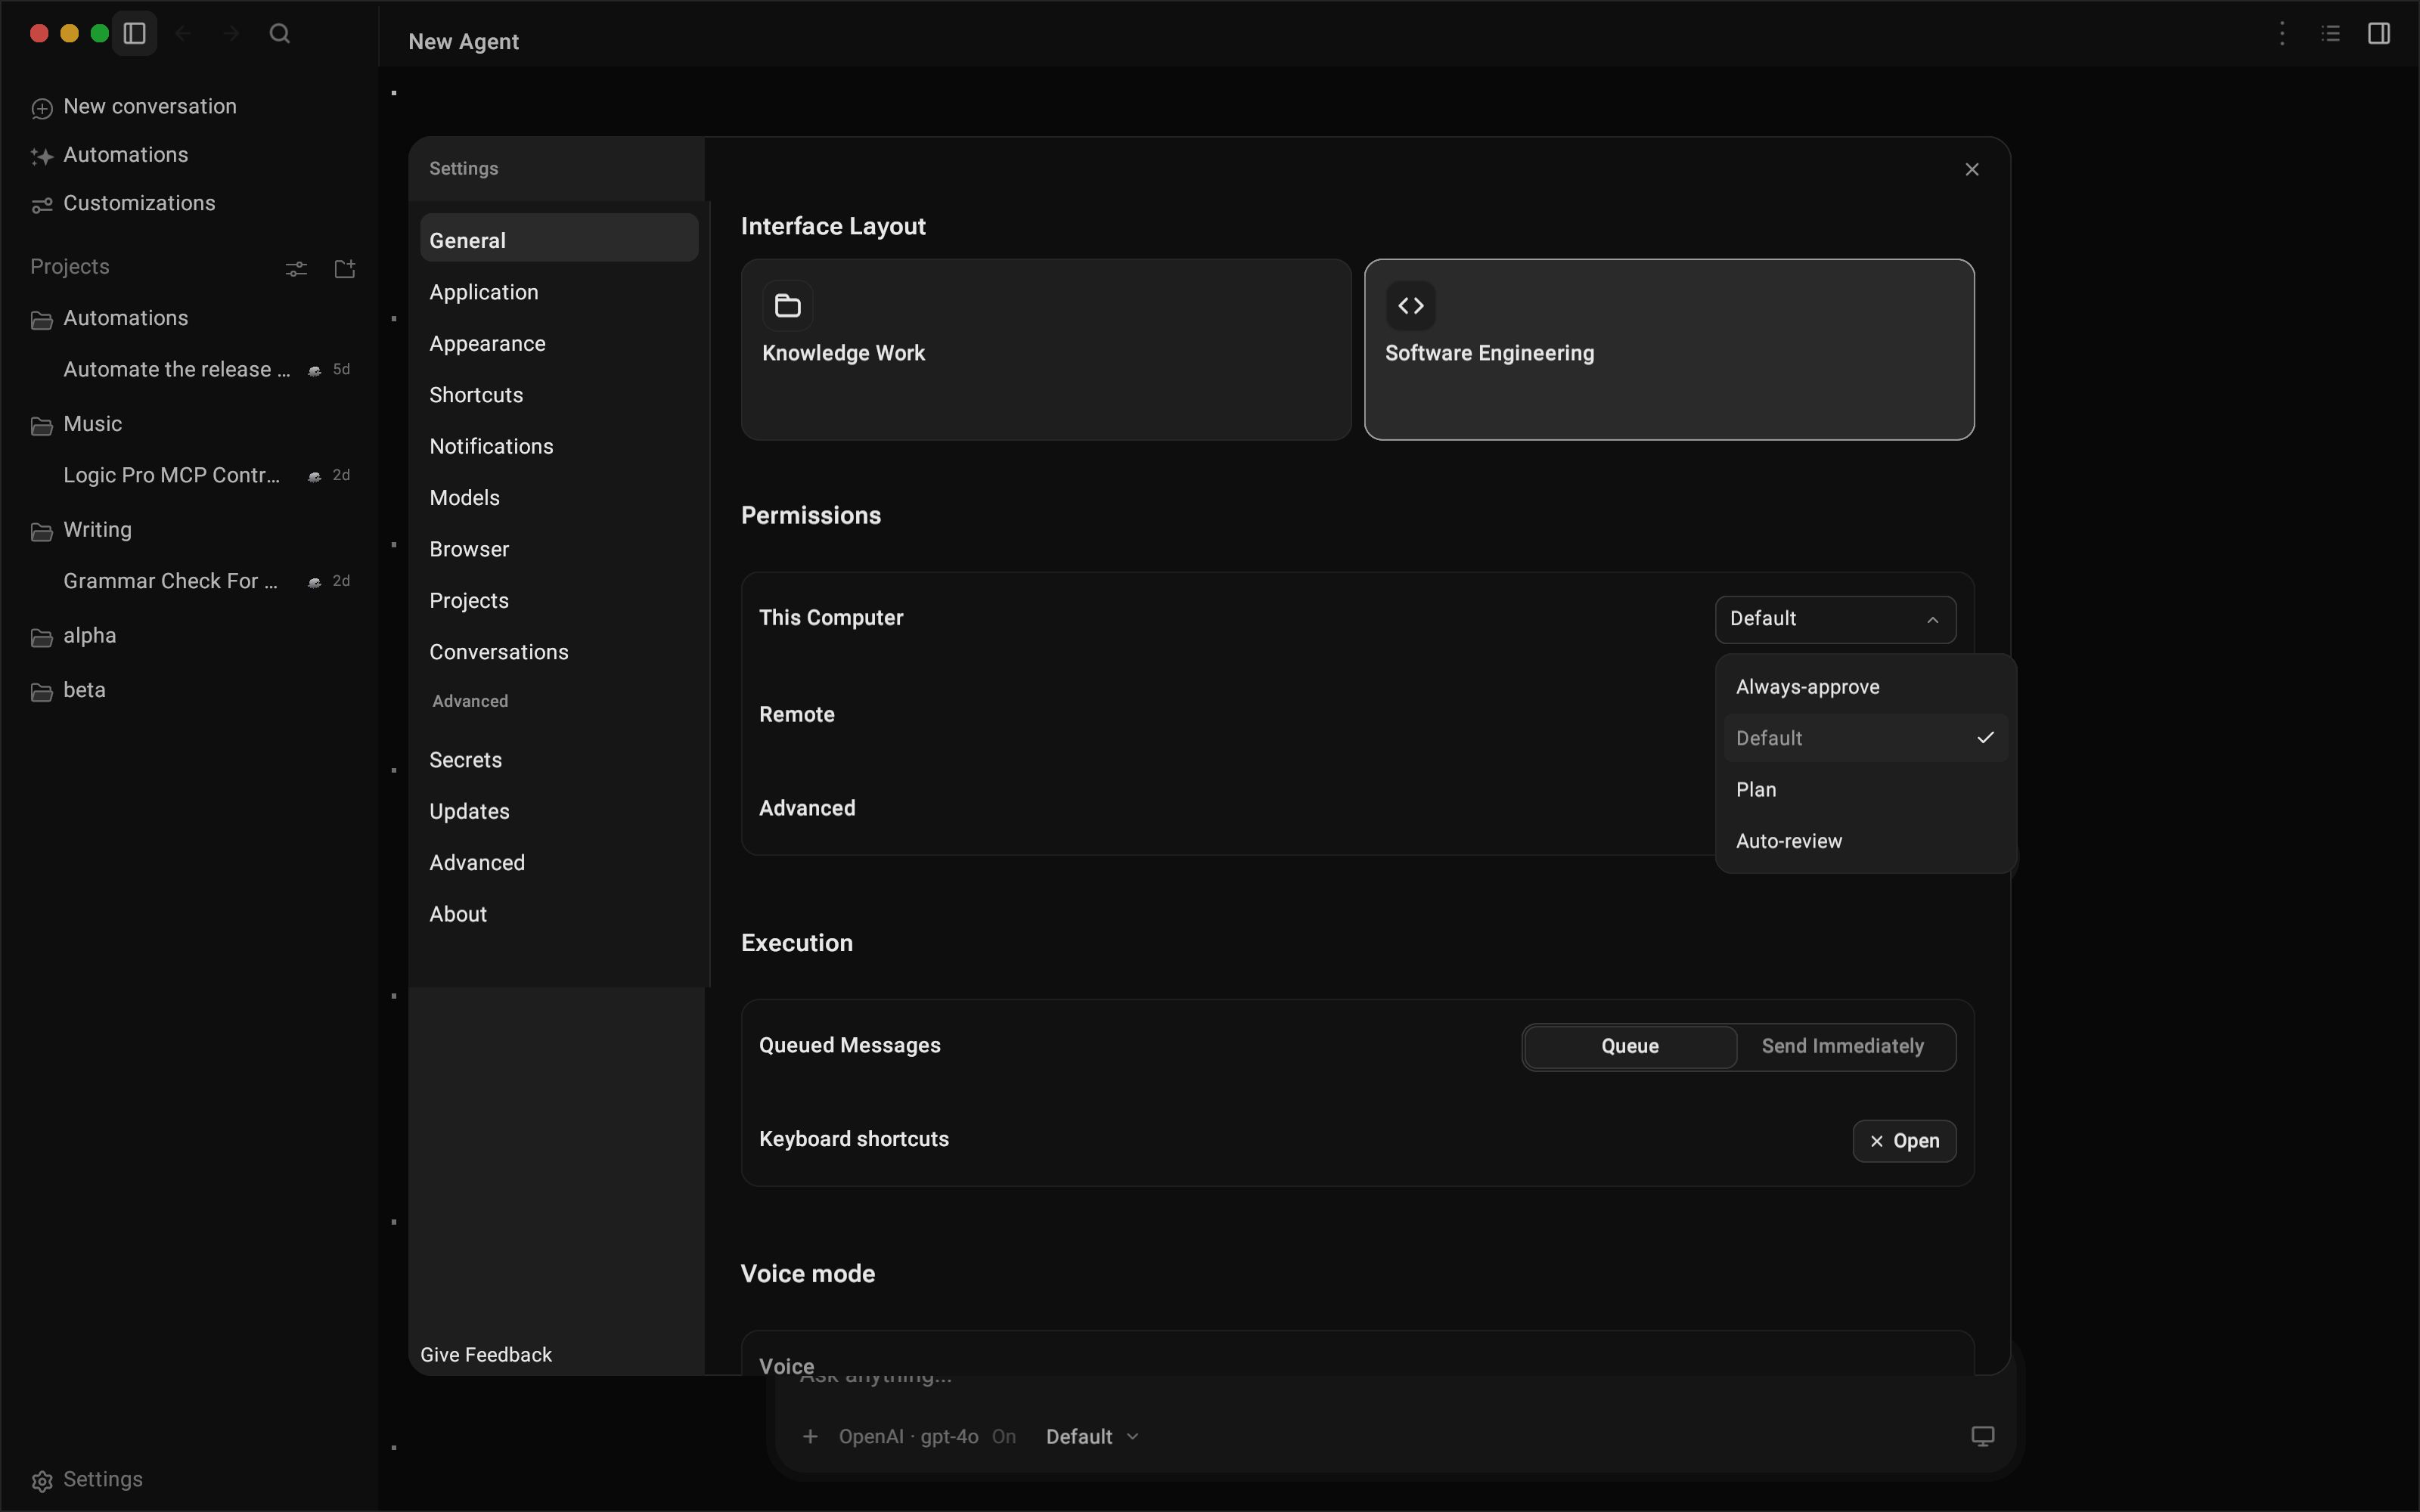 New Agent
New conversation
Automations
Customizations
Projects
Automations
Automate the release ... 5d
Music
Logic Pro MCP Contr... 2d
Writing
Grammar Check For ... 2d
alpha
beta
Settings
Settings
General
Application
Appearance
Shortcuts
Notifications
Models
Browser
Projects
Conversations
Advanced
Secrets
Updates
Advanced
About
Give Feedback
Interface Layout
Knowledge Work
Software Engineering
Permissions
This Computer
Default
Always-approve
Default
Plan
Auto-review
Remote
Advanced
Execution
Queued Messages
Queue
Send Immediately
Keyboard shortcuts
Open
Voice mode
Voice
Ask anything...
OpenAI · gpt-4o On
Default